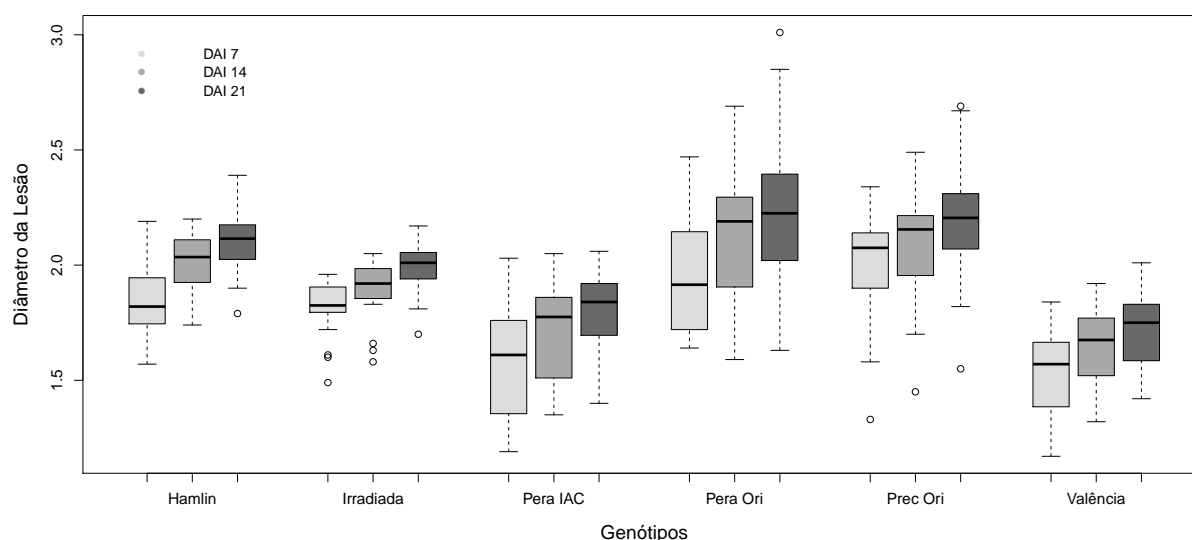 DAI 7
DAI 14
DAI 21
Diâmetro da Lesão
3.0
2.5
2.0
1.5
Hamlin Irradiada Pera IAC Pera Ori Prec Ori Valência
Genótipos